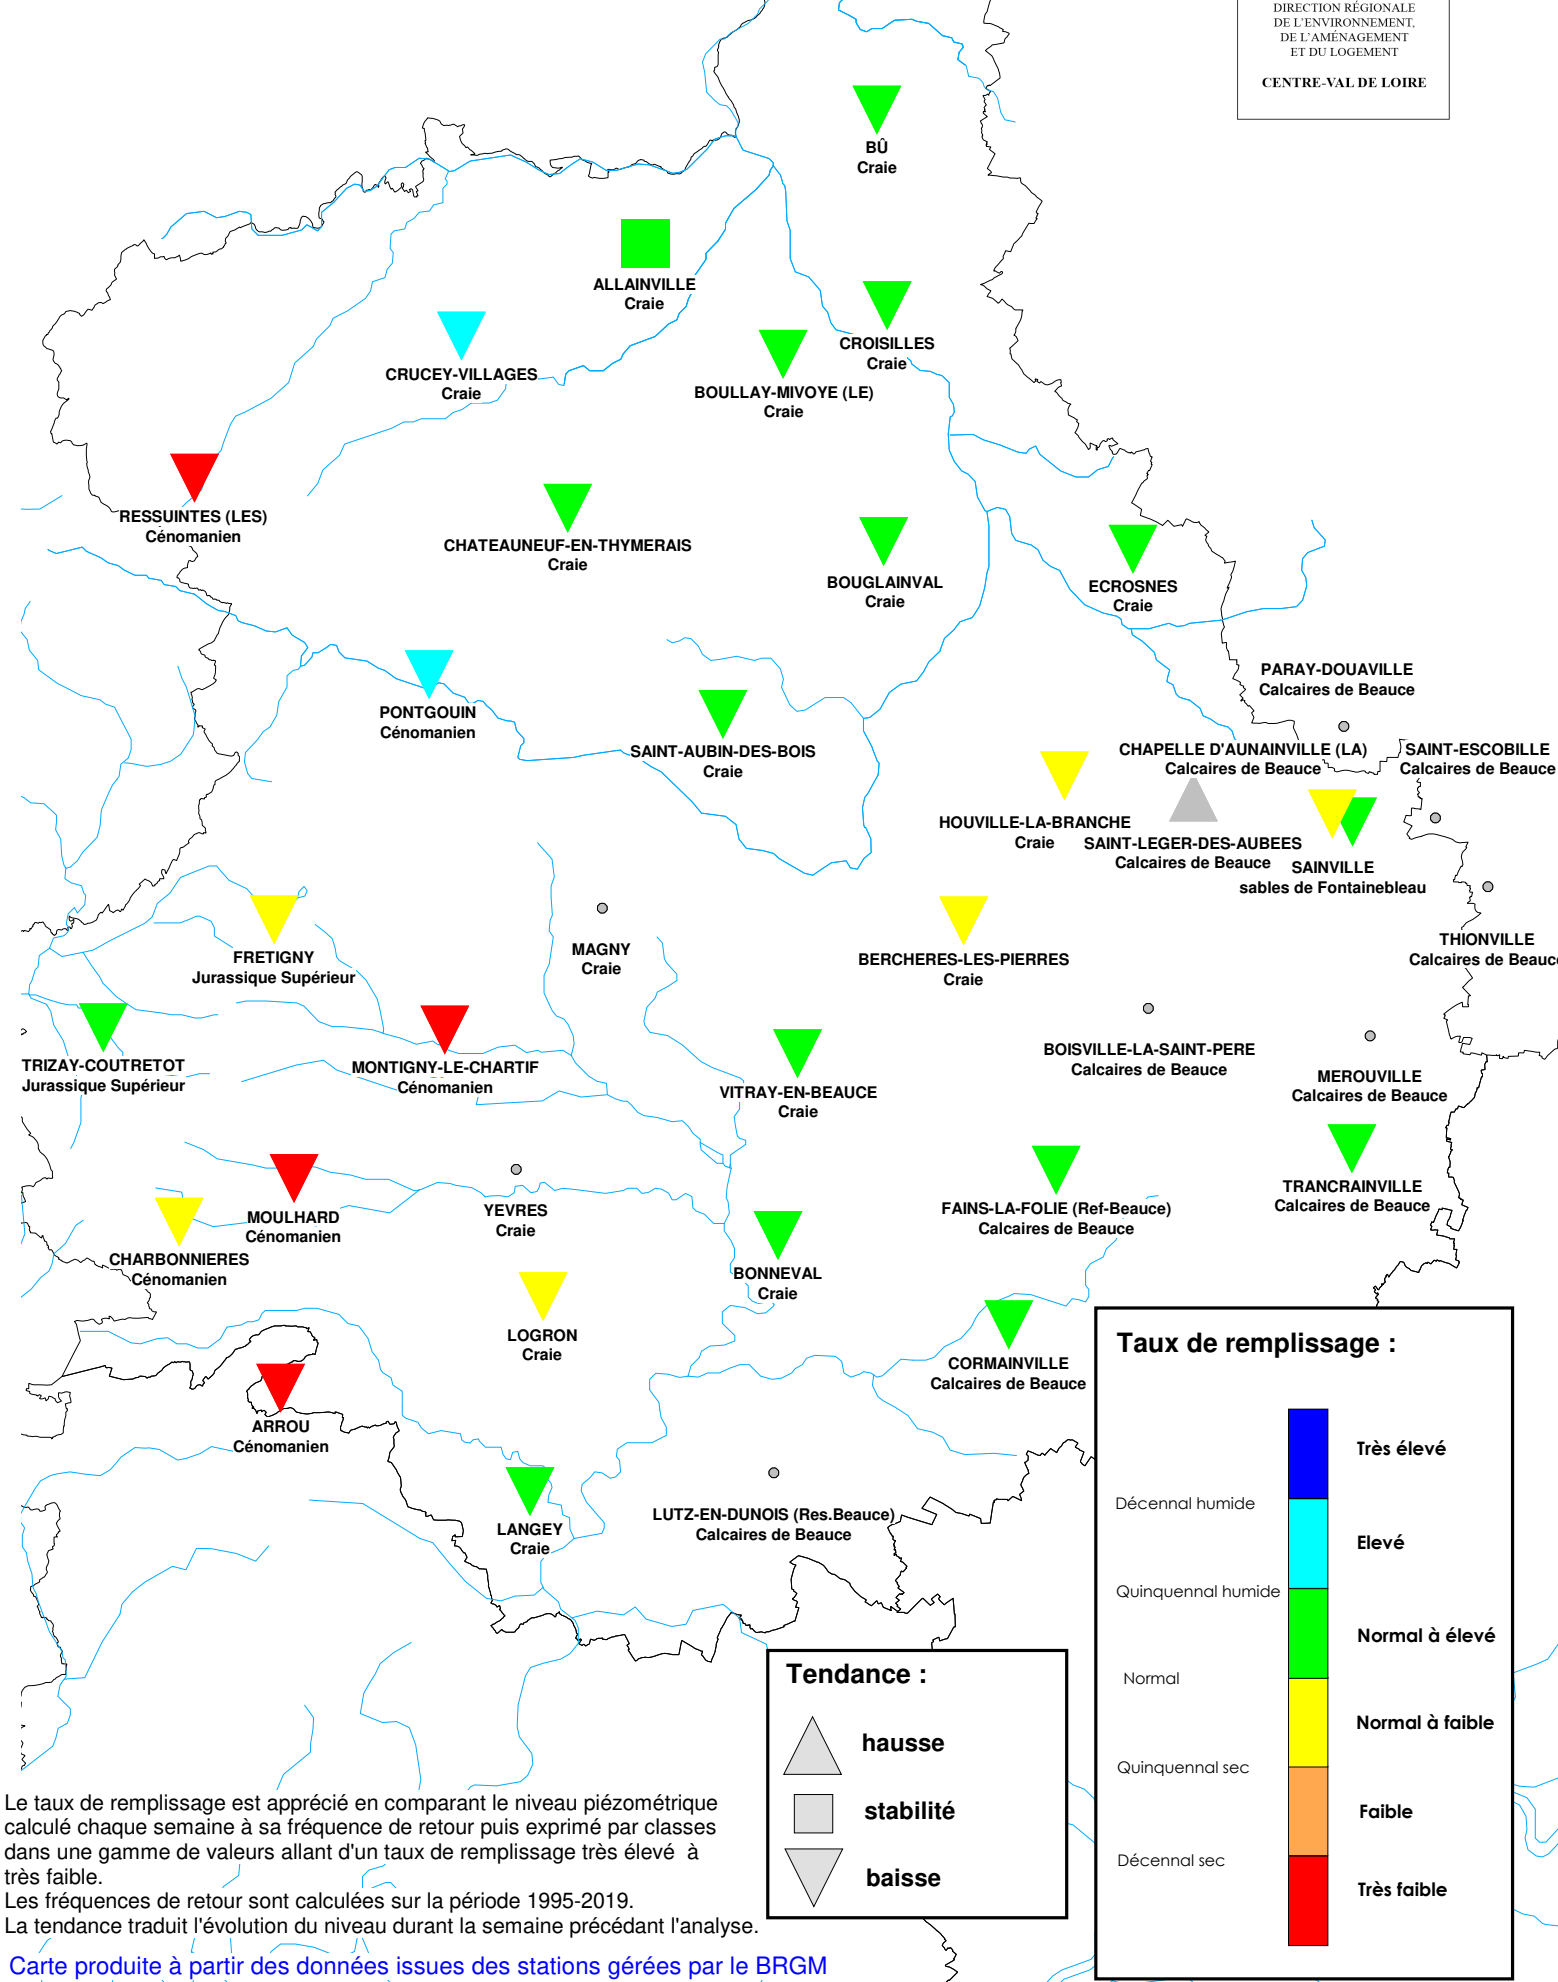 DIRECTION RÉGIONALE
DE L'ENVIRONNEMENT,
DE L'AMÉNAGEMENT
ET DU LOGEMENT
CENTRE-VAL DE LOIRE
BÛ
Craie
ALLAINVILLE
Craie
CROISILLES
Craie
CRUCEY-VILLAGES
Craie
BOULLAY-MIVOYE (LE)
Craie
RESSUINTES (LES)
Cénomanien
CHATEAUNEUF-EN-THYMERAIS
Craie
BOUGLAINVAL
Craie
ECROSNES
Craie
PARAY-DOUAVILLE
Calcaires de Beauce
PONTGOUIN
Cénomanien
SAINT-AUBIN-DES-BOIS
Craie
CHAPELLE D'AUNAINVILLE (LA)
Calcaires de Beauce
SAINT-ESCOBILLE
Calcaires de Beauce
HOUVILLE-LA-BRANCHE
Craie
SAINT-LEGER-DES-AUBEES
Calcaires de Beauce
SAINVILLE
sables de Fontainebleau
FRETIGNY
Jurassique Supérieur
MAGNY
Craie
BERCHERES-LES-PIERRES
Craie
THIONVILLE
Calcaires de Beauce
TRIZAY-COUTRETOT
Jurassique Supérieur
MONTIGNY-LE-CHARTIF
Cénomanien
VITRAY-EN-BEAUCE
Craie
BOISVILLE-LA-SAINT-PERE
Calcaires de Beauce
MEROUVILLE
Calcaires de Beauce
MOULHARD
Cénomanien
YEVRES
Craie
FAINS-LA-FOLIE (Ref-Beauce)
Calcaires de Beauce
TRANCRAINVILLE
Calcaires de Beauce
CHARBONNIERES
Cénomanien
BONNEVAL
Craie
LOGRON
Craie
CORMAINVILLE
Calcaires de Beauce
ARROU
Cénomanien
LANGEY
Craie
LUTZ-EN-DUNOIS (Res.Beauce)
Calcaires de Beauce
Taux de remplissage :
Très élevé
Décennal humide
Elevé
Quinquennal humide
Normal à élevé
Normal
Normal à faible
Quinquennal sec
Faible
Décennal sec
Très faible
Tendance :
hausse
stabilité
baisse
Le taux de remplissage est apprécié en comparant le niveau piézométrique
calculé chaque semaine à sa fréquence de retour puis exprimé par classes
dans une gamme de valeurs allant d'un taux de remplissage très élevé à
très faible.
Les fréquences de retour sont calculées sur la période 1995-2019.
La tendance traduit l'évolution du niveau durant la semaine précédant l'analyse.
Carte produite à partir des données issues des stations gérées par le BRGM